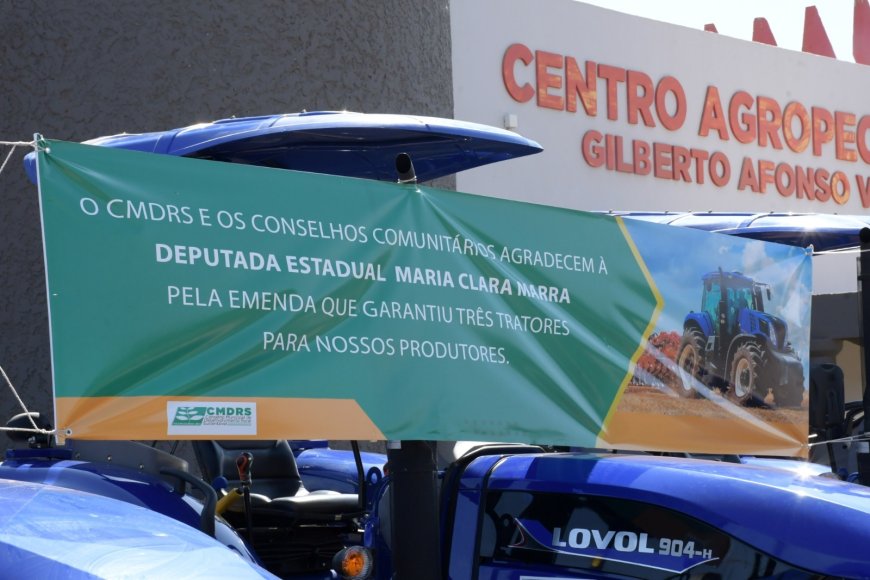 CENTRO AGROPEC
GILBERTO AFONSO V
O CMDRS E OS CONSELHOS COMUNITÁRIOS AGRADECEM À
DEPUTADA ESTADUAL MARIA CLARA MARRA
PELA EMENDA QUE GARANTIU TRÊS TRATORES
PARA NOSSOS PRODUTORES.
CMDRS
LOVOL 904-H